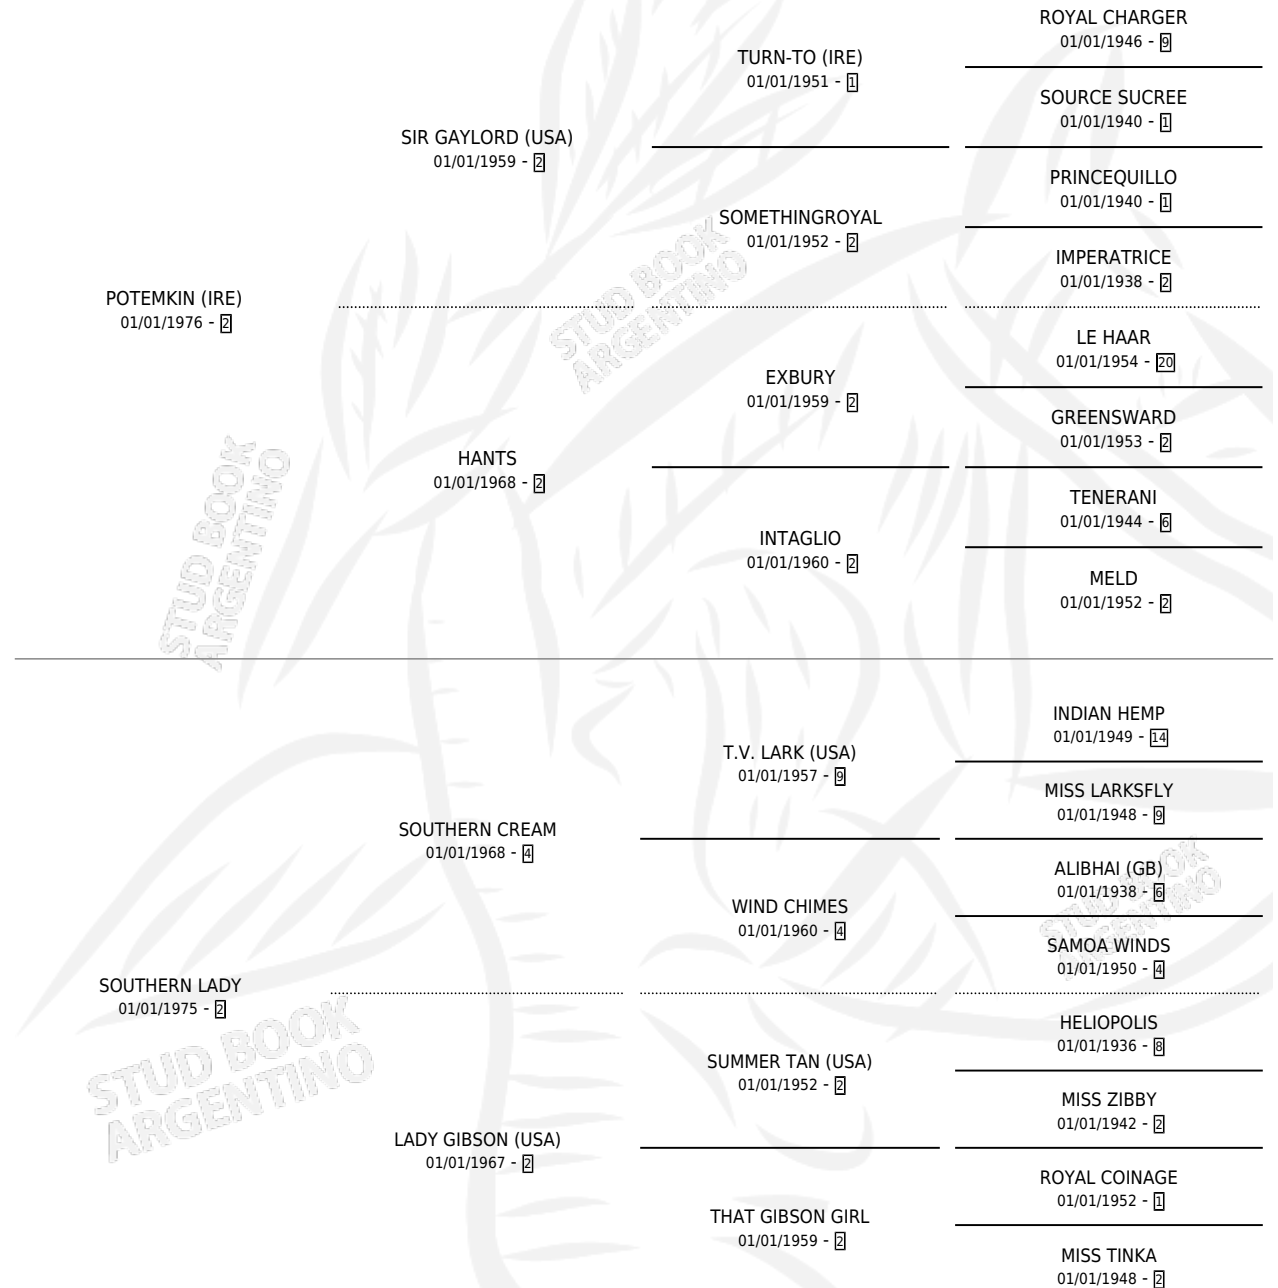 ROYAL CHARGER
01/01/1946 - 9
TURN-TO (IRE)
01/01/1951 - 1
SOURCE SUCREE
01/01/1940 - 1
SIR GAYLORD (USA)
01/01/1959 - 2
PRINCEQUILLO
01/01/1940 - 1
SOMETHINGROYAL
01/01/1952 - 2
IMPERATRICE
01/01/1938 - 2
POTEMKIN (IRE)
01/01/1976 - 2
LE HAAR
01/01/1954 - 20
EXBURY
01/01/1959 - 2
GREENSWARD
01/01/1953 - 2
HANTS
01/01/1968 - 2
TENERANI
01/01/1944 - 6
INTAGLIO
01/01/1960 - 2
MELD
01/01/1952 - 2
STUD BOOK
ARGENTINO
STUD BOOK
ARGENTINO
INDIAN HEMP
01/01/1949 - 14
T.V. LARK (USA)
01/01/1957 - 9
MISS LARKSFLY
01/01/1948 - 9
SOUTHERN CREAM
01/01/1968 - 4
ALIBHAI (GB)
01/01/1938 - 6
WIND CHIMES
01/01/1960 - 4
SAMOA WINDS
01/01/1950 - 4
STUD BOOK
ARGENTINO
SOUTHERN LADY
01/01/1975 - 2
HELIOPOLIS
01/01/1936 - 8
SUMMER TAN (USA)
01/01/1952 - 2
MISS ZIBBY
01/01/1942 - 2
STUD BOOK
ARGENTINO
LADY GIBSON (USA)
01/01/1967 - 2
ROYAL COINAGE
01/01/1952 - 1
THAT GIBSON GIRL
01/01/1959 - 2
MISS TINKA
01/01/1948 - 2